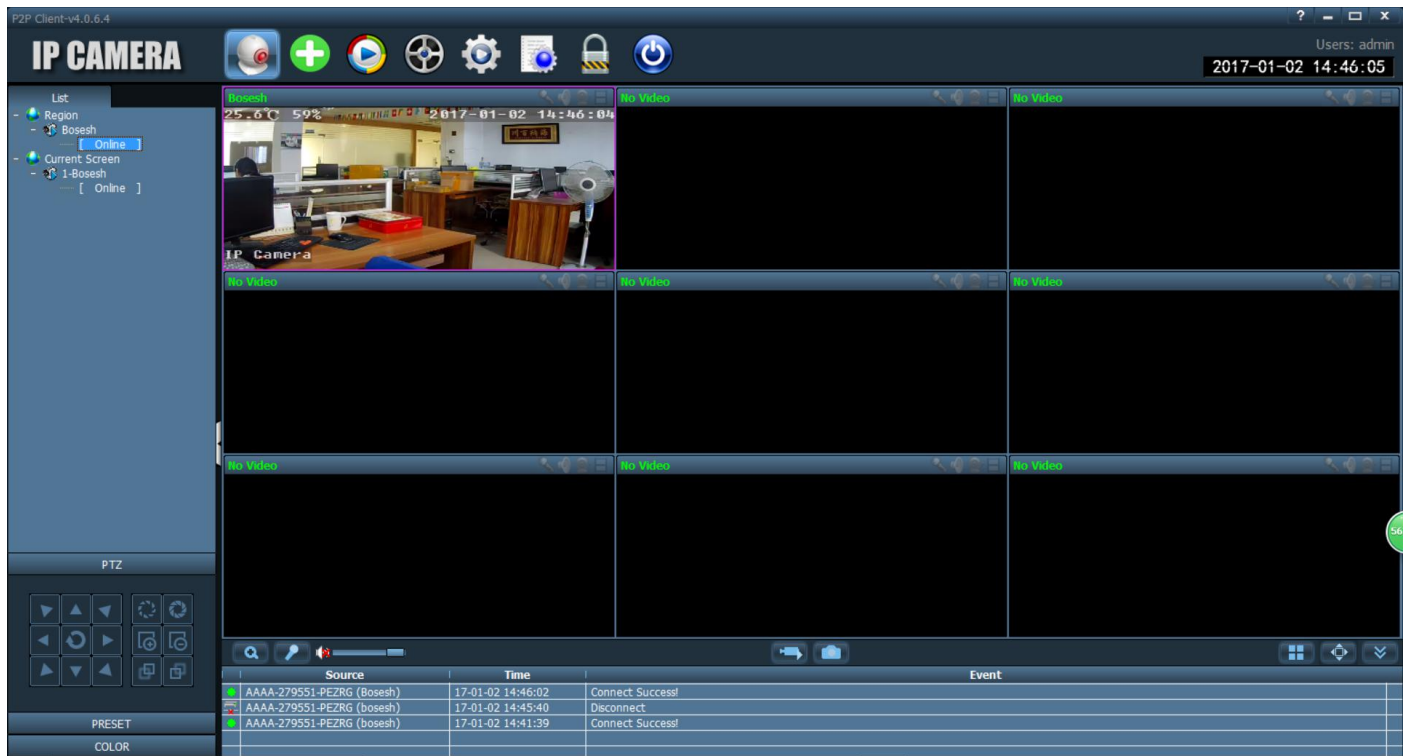 P2P Client-v4.0.6.4
IP CAMERA
Users: admin
2017-01-02 14:46:05
List
- Region
- Bosesh
[ Online ]
- Current Screen
- 1-Bosesh
[ Online ]
Bosesh
25.6℃ 59% 2017-01-02 14:46:04
IP Camera
No Video
No Video
No Video
No Video
No Video
No Video
No Video
No Video
56
PTZ
PRESET
COLOR
Source Time Event
AAAA-279551-PEZRG (Bosesh) 17-01-02 14:46:02 Connect Success!
AAAA-279551-PEZRG (Bosesh) 17-01-02 14:45:40 Disconnect
AAAA-279551-PEZRG (bosesh) 17-01-02 14:41:39 Connect Success!